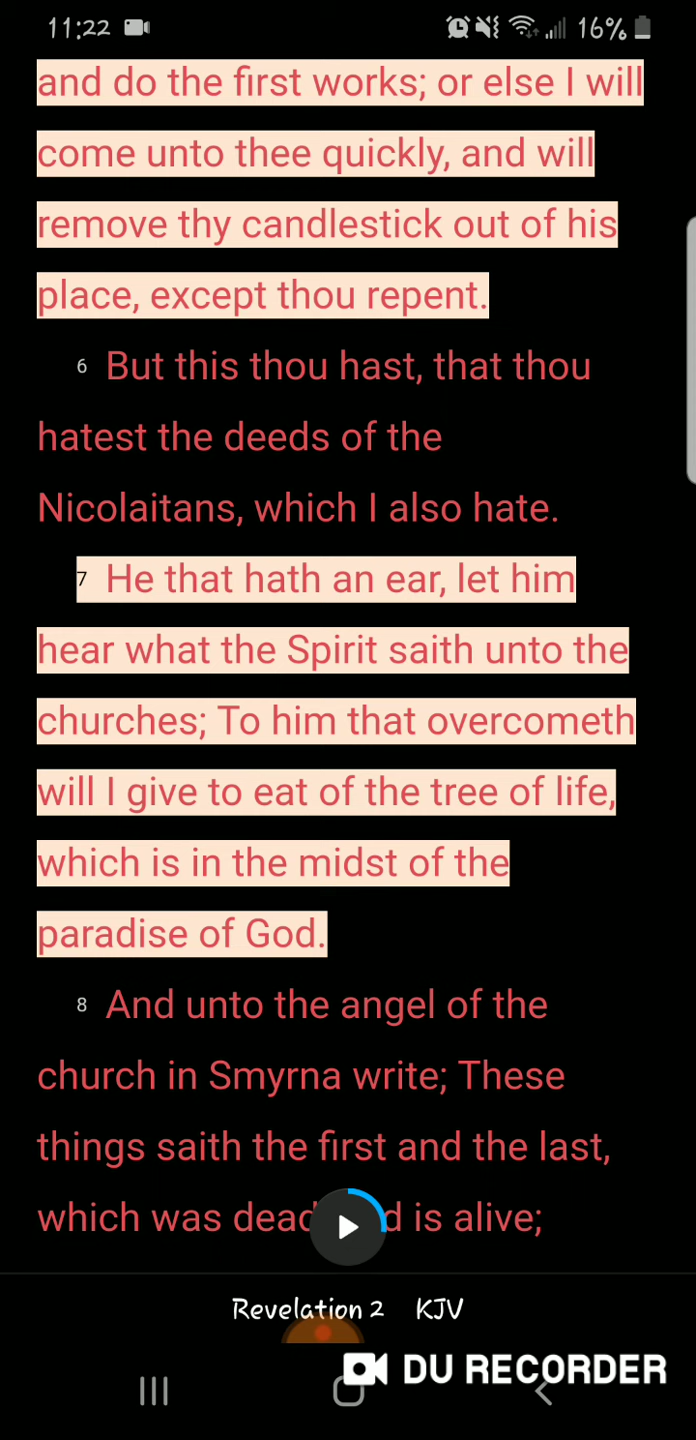 11:22 16%
and do the first works; or else I will
come unto thee quickly, and will
remove thy candlestick out of his
place, except thou repent.
6 But this thou hast, that thou
hatest the deeds of the
Nicolaitans, which I also hate.
7 He that hath an ear, let him
hear what the Spirit saith unto the
churches; To him that overcometh
will I give to eat of the tree of life,
which is in the midst of the
paradise of God.
8 And unto the angel of the
church in Smyrna write; These
things saith the first and the last,
which was dead is alive;
Revelation 2 KJV
DU RECORDER